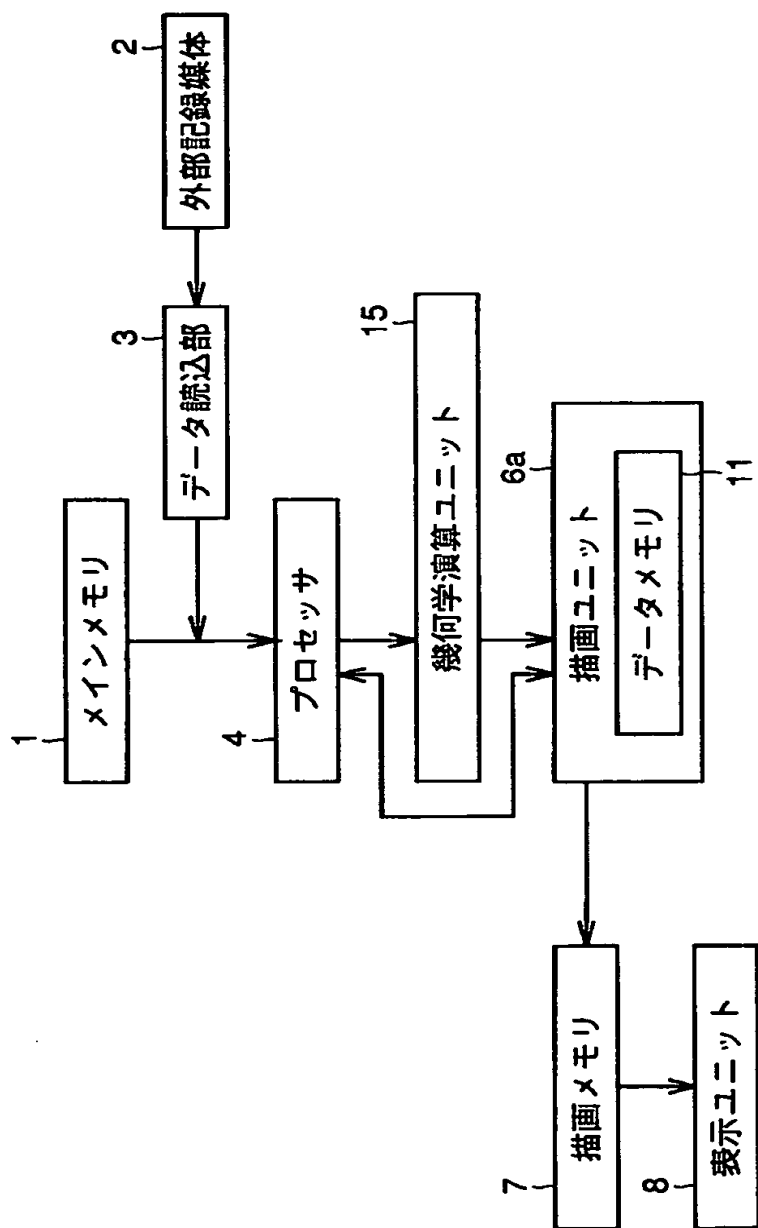 1
メインメモリ
2
外部記録媒体
3
データ読込部
4
プロセッサ
15
幾何学演算ユニット
6a
描画ユニット
データメモリ
11
7
描画メモリ
8
表示ユニット